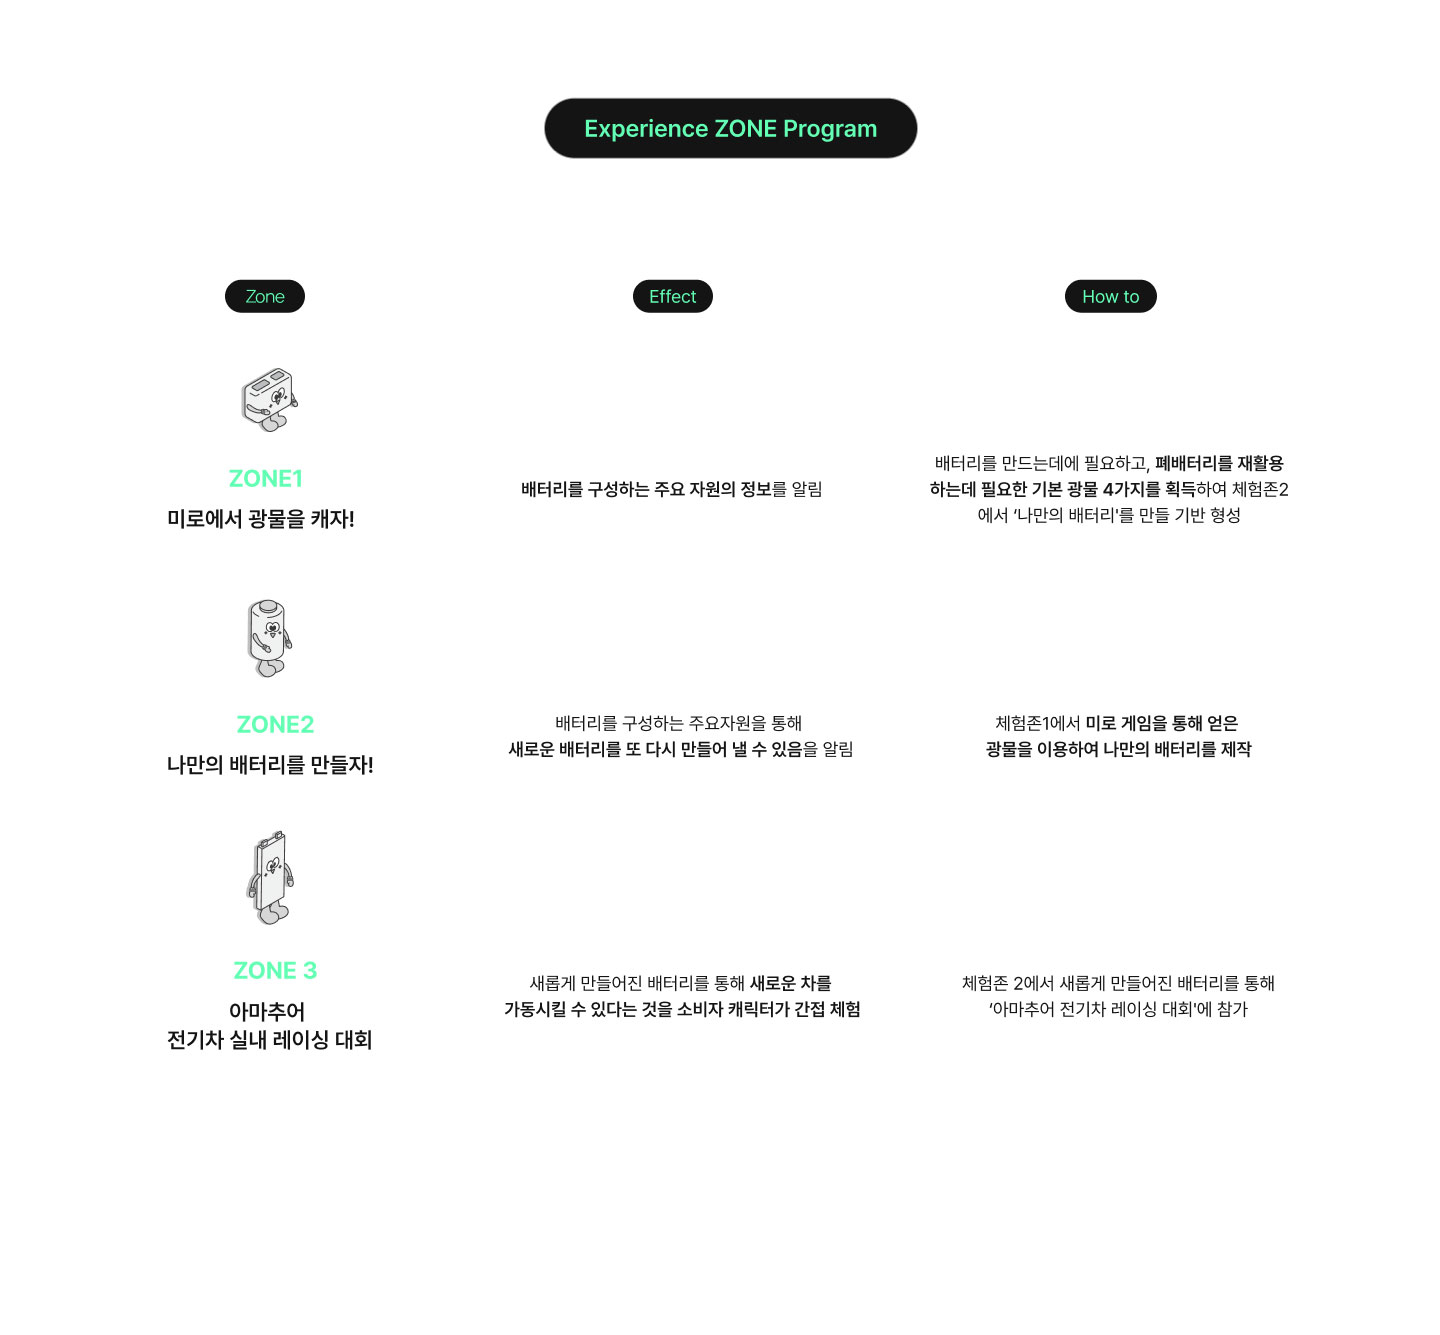 Experience ZONE Program
Zone
Effect
How to
ZONE1
미로에서 광물을 캐자!
배터리를 구성하는 주요 자원의 정보를 알림
배터리를 만드는데에 필요하고, 폐배터리를 재활용
하는데 필요한 기본 광물 4가지를 획득하여 체험존2
에서 ‘나만의 배터리'를 만들 기반 형성
ZONE2
나만의 배터리를 만들자!
배터리를 구성하는 주요자원을 통해
새로운 배터리를 또 다시 만들어 낼 수 있음을 알림
체험존1에서 미로 게임을 통해 얻은
광물을 이용하여 나만의 배터리를 제작
ZONE 3
아마추어
전기차 실내 레이싱 대회
새롭게 만들어진 배터리를 통해 새로운 차를
가동시킬 수 있다는 것을 소비자 캐릭터가 간접 체험
체험존 2에서 새롭게 만들어진 배터리를 통해
‘아마추어 전기차 레이싱 대회'에 참가